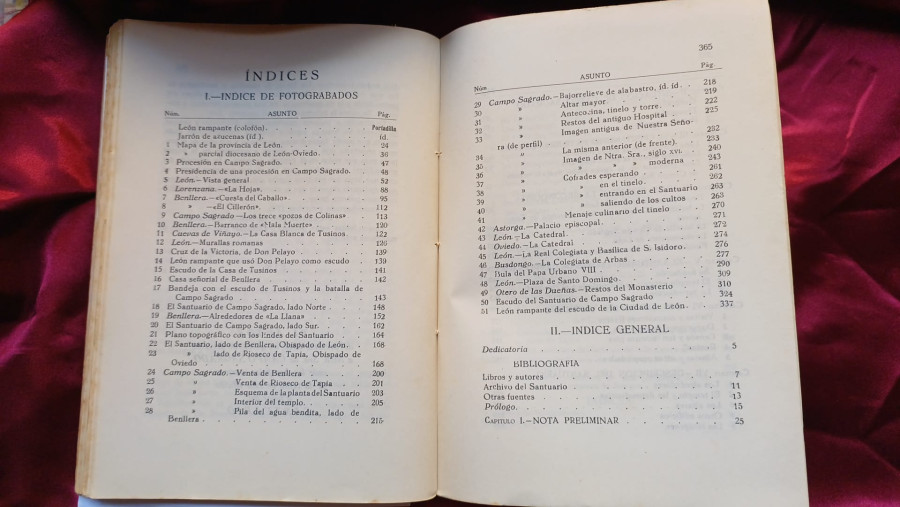 ÍNDICES
I.—INDICE DE FOTOGRABADOS
Núm. ASUNTO Pág.
León rampante (colofón). Portadilla
Jarrón de azucenas (íd.). íd.
1 Mapa de la provincia de León. 24
2 » parcial diocesano de León-Oviedo. 36
3 Procesión en Campo Sagrado. 47
4 Presidencia de una procesión en Campo Sagrado. 48
5 León.—Vista general 52
6 Lorenzana.—«La Hoja». 88
7 Benllera.—«Cuesta del Caballo». 95
8 » —«El Cillerón». 112
9 Campo Sagrado—Los trece «pozos de Colinas» 113
10 Benllera.—Barranco de «Mala Muerte» 120
11 Cuevas de Viñayo.—La Casa Blanca de Tusinos 122
12 León.—Murallas romanas 126
13 Cruz de la Victoria, de Don Pelayo 139
14 León rampante que usó Don Pelayo como escudo 139
15 Escudo de la Casa de Tusinos 141
16 Casa señorial de Benllera 142
17 Bandeja con el escudo de Tusinos y la batalla de
Campo Sagrado 143
18 El Santuario de Campo Sagrado, lado Norte 148
19 Benllera.—Alrededores de «La Llana» 152
20 El Santuario de Campo Sagrado, lado Sur. 162
21 Plano topográfico con los lindes del Santuario 164
22 El Santuario, lado de Benllera, Obispado de León. 168
23 » lado de Rioseco de Tapia, Obispado de
Oviedo 168
24 Campo Sagrado.—Venta de Benllera 200
25 » Venta de Rioseco de Tapia 201
26 » Esquema de la planta del Santuario 203
27 » Interior del templo. 205
28 » Pila del agua bendita, lado de
Benllera 215
365
Núm. ASUNTO Pág.
29 Campo Sagrado.—Bajorrelieve de alabastro, íd. íd. 218
30 » Altar mayor 219
31 » Antecocina, tinelo y torre. 222
32 » Restos del antiguo Hospital 225
33 » Imagen antigua de Nuestra Seño-
ra (de perfil) 232
34 » La misma anterior (de frente). 233
35 » Imagen de Ntra. Sra., siglo XVI. 240
36 » » » moderna 243
37 » Cofrades esperando 261
38 » » en el tinelo. 262
39 » » entrando en el Santuario 263
40 » » saliendo de los cultos 263
41 » Menaje culinario del tinelo 270
42 Astorga.—Palacio episcopal 271
43 León.—La Catedral 272
44 Oviedo.—La Catedral 274
45 León.—La Real Colegiata y Basílica de S. Isidoro. 276
46 Busdongo.—La Colegiata de Arbas 277
47 Bula del Papa Urbano VIII 290
48 León.—Plaza de Santo Domingo 309
49 Otero de las Dueñas.—Restos del Monasterio 310
50 Escudo del Santuario de Campo Sagrado 324
51 León rampante del escudo de la Ciudad de León. 337
II.—INDICE GENERAL
Dedicatoria 5
BIBLIOGRAFIA
Libros y autores 7
Archivo del Santuario 11
Otras fuentes 13
Prólogo. 15
CAPITULO I.—NOTA PRELIMINAR 25